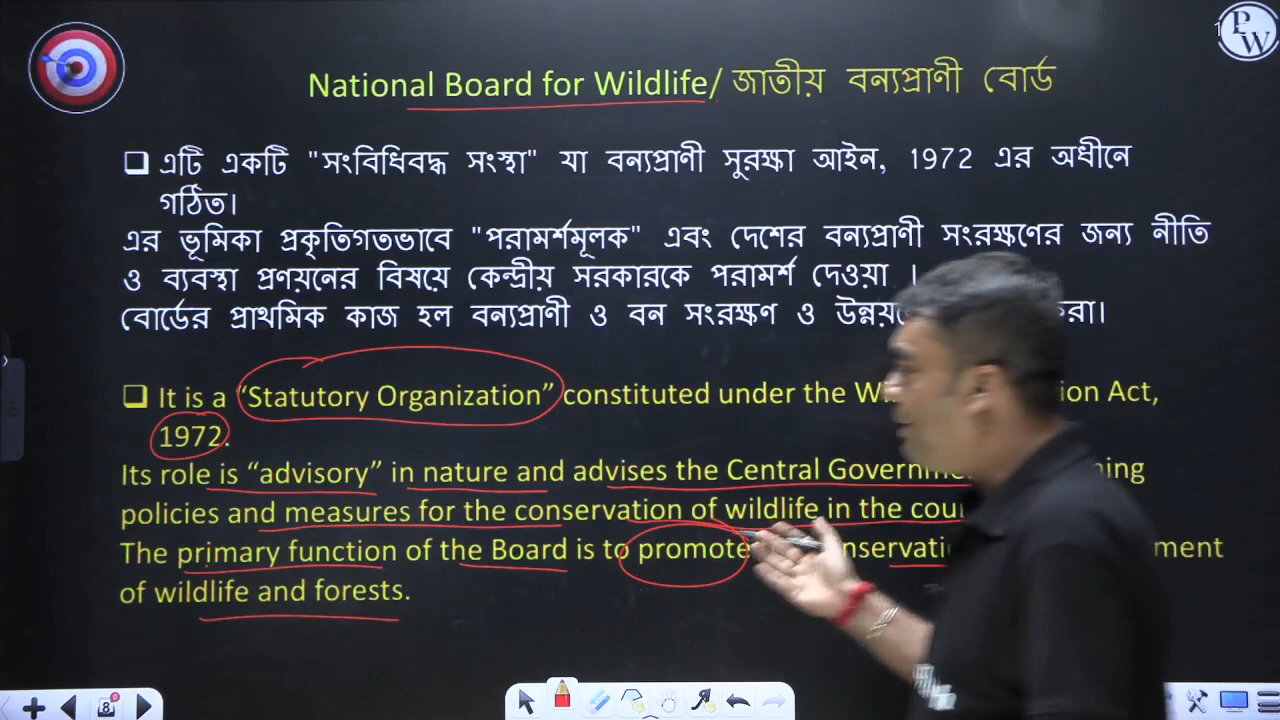 National Board for Wildlife/ জাতীয় বন্যপ্রাণী বোর্ড
PW
❑ এটি একটি "সংবিধিবদ্ধ সংস্থা" যা বন্যপ্রাণী সুরক্ষা আইন, 1972 এর অধীনে
গঠিত।
এর ভূমিকা প্রকৃতিগতভাবে "পরামর্শমূলক" এবং দেশের বন্যপ্রাণী সংরক্ষণের জন্য নীতি
ও ব্যবস্থা প্রণয়নের বিষয়ে কেন্দ্রীয় সরকারকে পরামর্শ দেওয়া ।
বোর্ডের প্রাথমিক কাজ হল বন্যপ্রাণী ও বন সংরক্ষণ ও
❑ It is a “Statutory Organization” constituted under the Act,
1972.
Its role is “advisory” in nature and advises the Central
policies and measures for the conservation of wildlife in the
The primary function of the Board is to promote
of wildlife and forests.
8